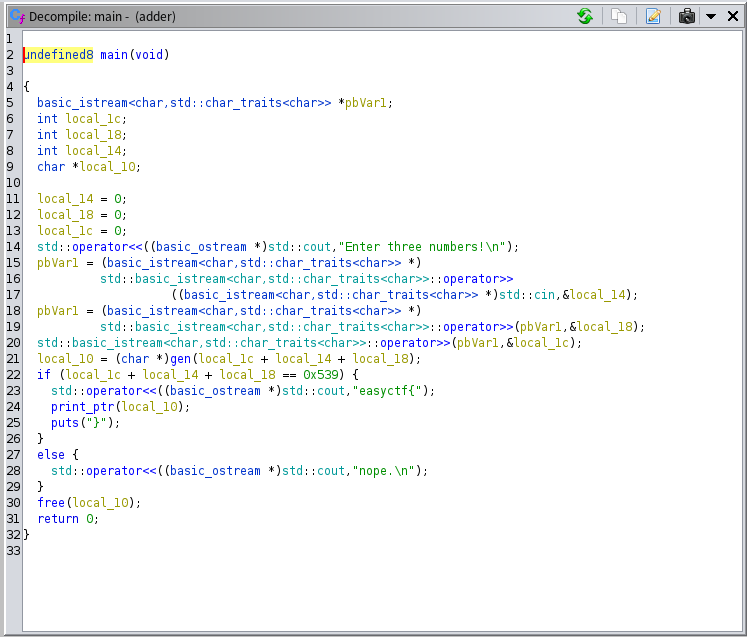 Decompile: main - (adder)
1
2 undefined8 main(void)
3
4 {
5   basic_istream<char,std::char_traits<char>> *pbVar1;
6   int local_1c;
7   int local_18;
8   int local_14;
9   char *local_10;
10
11   local_14 = 0;
12   local_18 = 0;
13   local_1c = 0;
14   std::operator<<((basic_ostream *)std::cout,"Enter three numbers!\n");
15   pbVar1 = (basic_istream<char,std::char_traits<char>> *)
16            std::basic_istream<char,std::char_traits<char>>::operator>>
17                      ((basic_istream<char,std::char_traits<char>> *)std::cin,&local_14);
18   pbVar1 = (basic_istream<char,std::char_traits<char>> *)
19            std::basic_istream<char,std::char_traits<char>>::operator>>(pbVar1,&local_18);
20   std::basic_istream<char,std::char_traits<char>>::operator>>(pbVar1,&local_1c);
21   local_10 = (char *)gen(local_1c + local_14 + local_18);
22   if (local_1c + local_14 + local_18 == 0x539) {
23     std::operator<<((basic_ostream *)std::cout,"easyctf{");
24     print_ptr(local_10);
25     puts("}");
26   }
27   else {
28     std::operator<<((basic_ostream *)std::cout,"nope.\n");
29   }
30   free(local_10);
31   return 0;
32 }
33